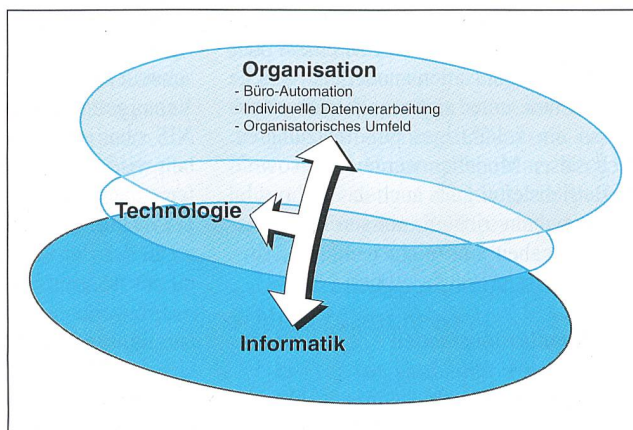 Organisation
- Büro-Automation
- Individuelle Datenverarbeitung
- Organisatorisches Umfeld
Technologie
Informatik